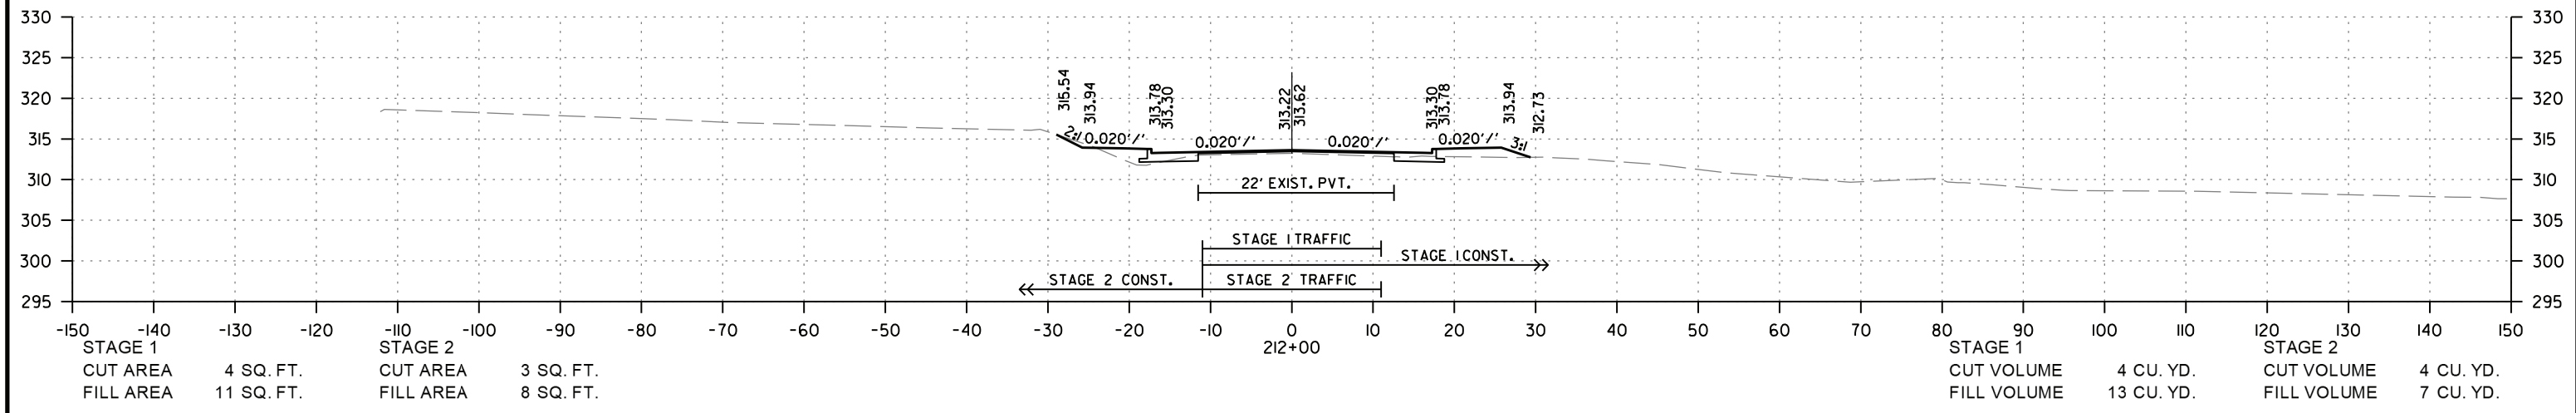 330 330
325 325
320 320
315 315
310 310
305 305
300 300
295 295
315.54
313.94
313.78
313.30
313.22
313.62
313.30
313.78
313.94
312.73
2:1 0.020'/' 0.020'/' 0.020'/' 0.020'/' 3:1
22' EXIST. PVT.
STAGE 1 TRAFFIC
STAGE 1 CONST.
STAGE 2 CONST. STAGE 2 TRAFFIC
-150 -140 -130 -120 -110 -100 -90 -80 -70 -60 -50 -40 -30 -20 -10 0 10 20 30 40 50 60 70 80 90 100 110 120 130 140 150
212+00
STAGE 1 STAGE 2 STAGE 1 STAGE 2
CUT AREA 4 SQ. FT. CUT AREA 3 SQ. FT. CUT VOLUME 4 CU. YD. CUT VOLUME 4 CU. YD.
FILL AREA 11 SQ. FT. FILL AREA 8 SQ. FT. FILL VOLUME 13 CU. YD. FILL VOLUME 7 CU. YD.